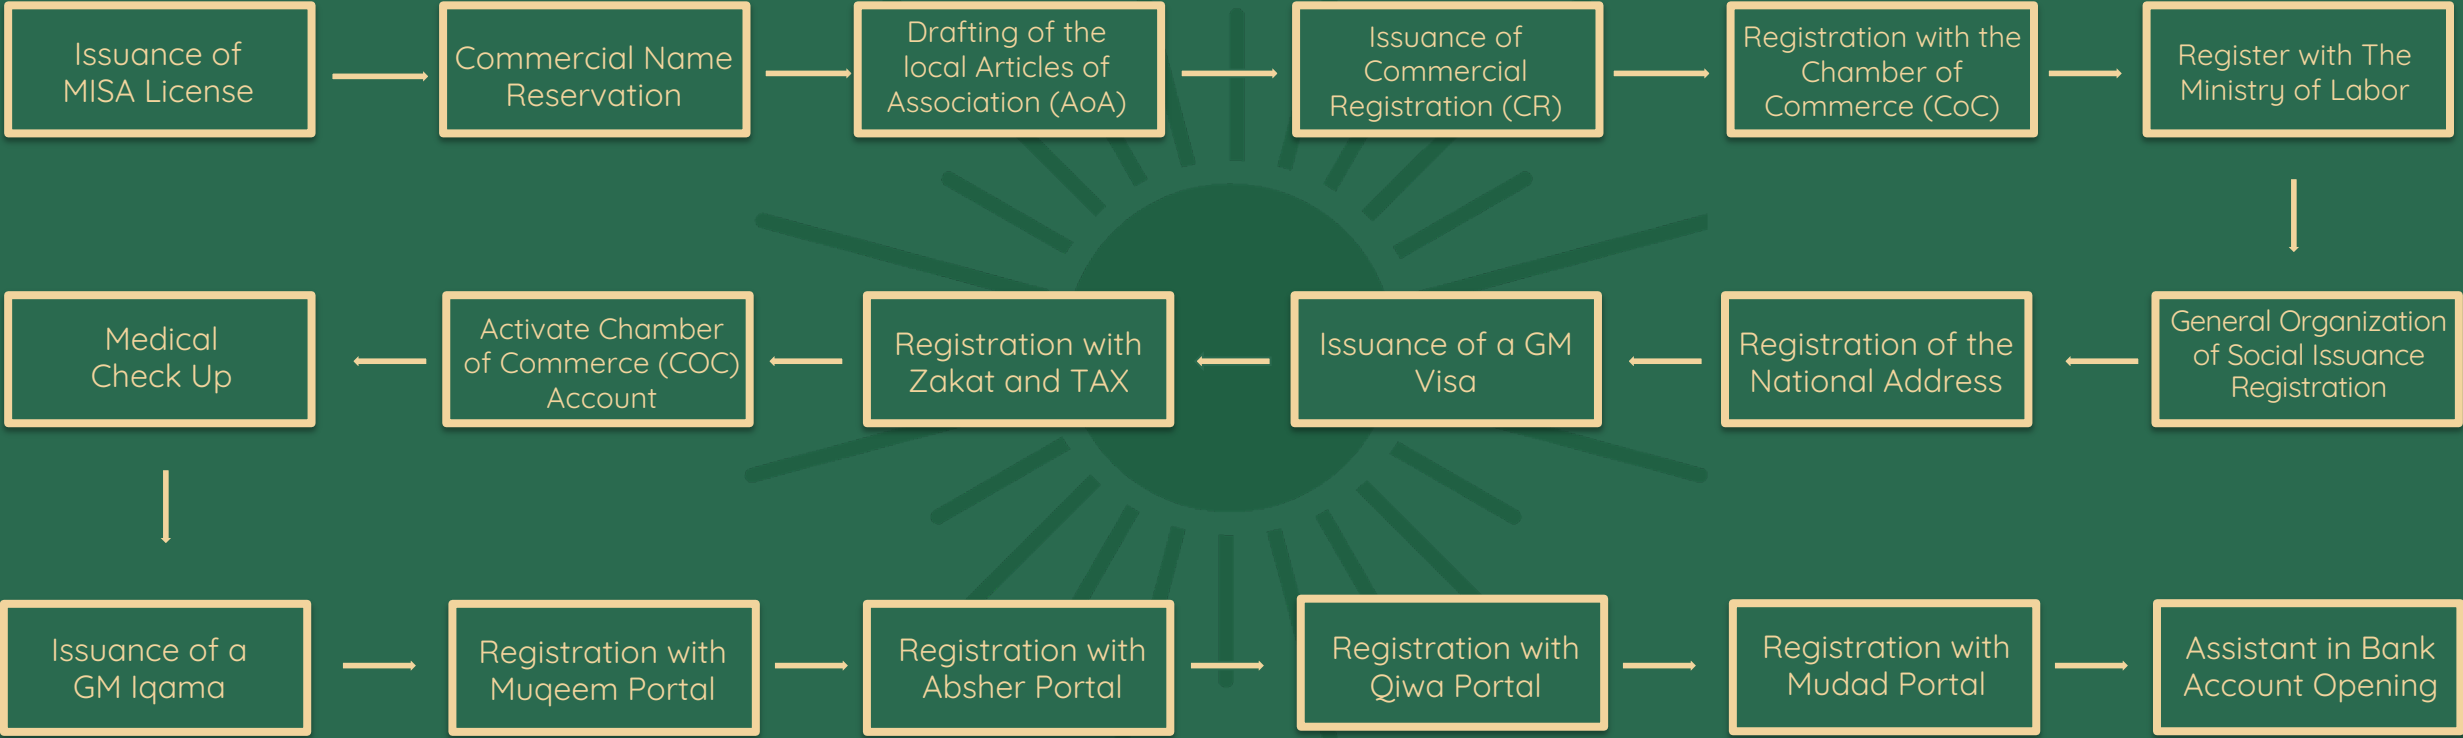 Issuance of
MISA License
Commercial Name
Reservation
Drafting of the
local Articles of
Association (AoA)
Issuance of
Commercial
Registration (CR)
Registration with the
Chamber of
Commerce (CoC)
Register with The
Ministry of Labor
General Organization
of Social Issuance
Registration
Registration of the
National Address
Issuance of a GM
Visa
Registration with
Zakat and TAX
Activate Chamber
of Commerce (COC)
Account
Medical
Check Up
Issuance of a
GM Iqama
Registration with
Muqeem Portal
Registration with
Absher Portal
Registration with
Qiwa Portal
Registration with
Mudad Portal
Assistant in Bank
Account Opening